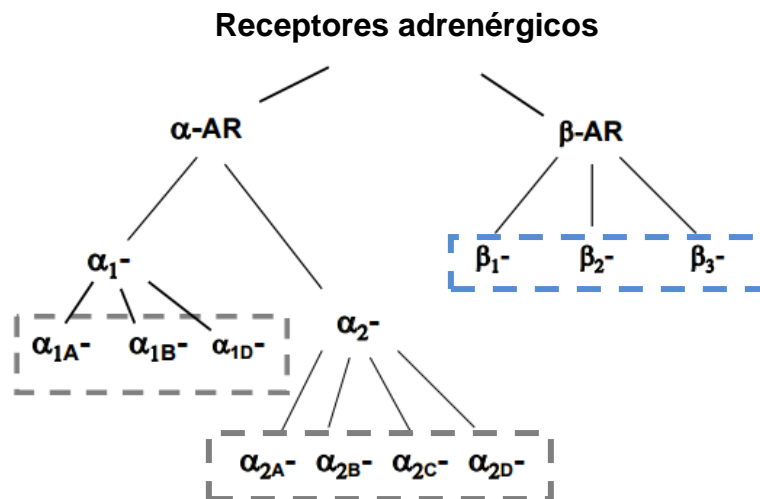 Receptores adrenérgicos
α-AR β-AR
α₁- β₁- β₂- β₃-
α₁A- α₁B- α₁D- α₂-
α₂A- α₂B- α₂C- α₂D-